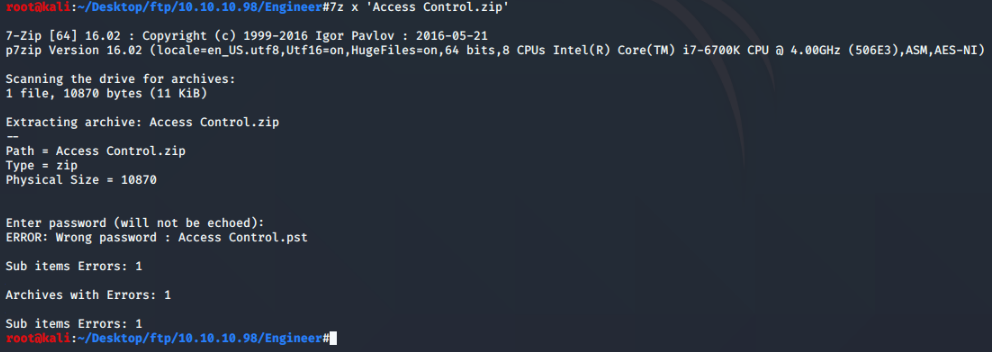 root@kali:~/Desktop/ftp/10.10.10.98/Engineer#7z x 'Access Control.zip'
7-Zip [64] 16.02 : Copyright (c) 1999-2016 Igor Pavlov : 2016-05-21
p7zip Version 16.02 (locale=en_US.utf8,Utf16=on,HugeFiles=on,64 bits,8 CPUs Intel(R) Core(TM) i7-6700K CPU @ 4.00GHz (506E3),ASM,AES-NI)
Scanning the drive for archives:
1 file, 10870 bytes (11 KiB)
Extracting archive: Access Control.zip
--
Path = Access Control.zip
Type = zip
Physical Size = 10870
Enter password (will not be echoed):
ERROR: Wrong password : Access Control.pst
Sub items Errors: 1
Archives with Errors: 1
Sub items Errors: 1
root@kali:~/Desktop/ftp/10.10.10.98/Engineer#